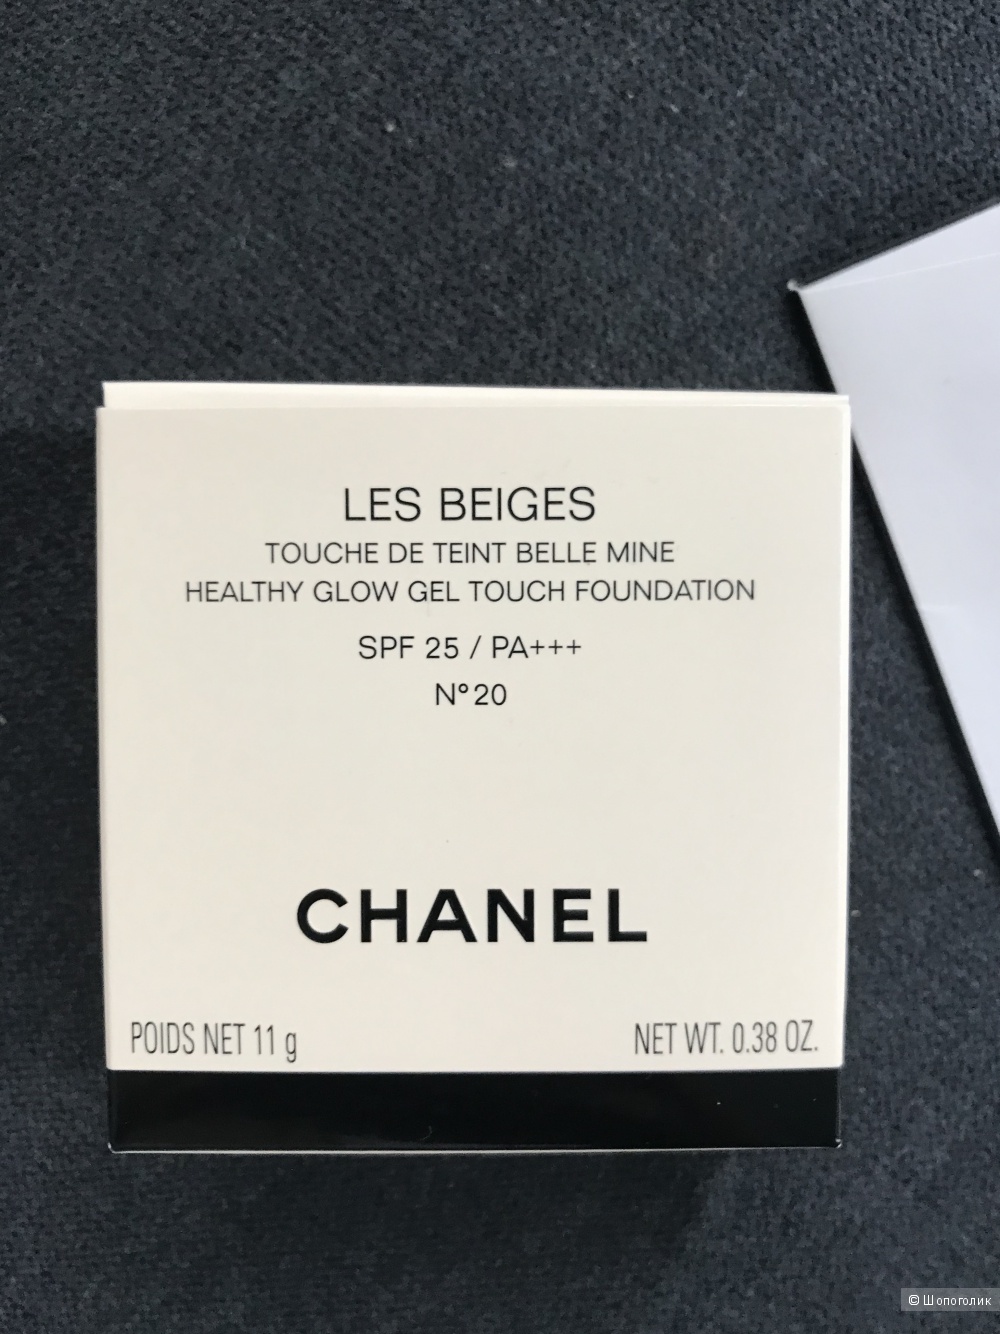 LES BEIGES
TOUCHE DE TEINT BELLE MINE
HEALTHY GLOW GEL TOUCH FOUNDATION
SPF 25 / PA+++
N°20
CHANEL
POIDS NET 11 g NET WT. 0.38 OZ.
© Шопоголик